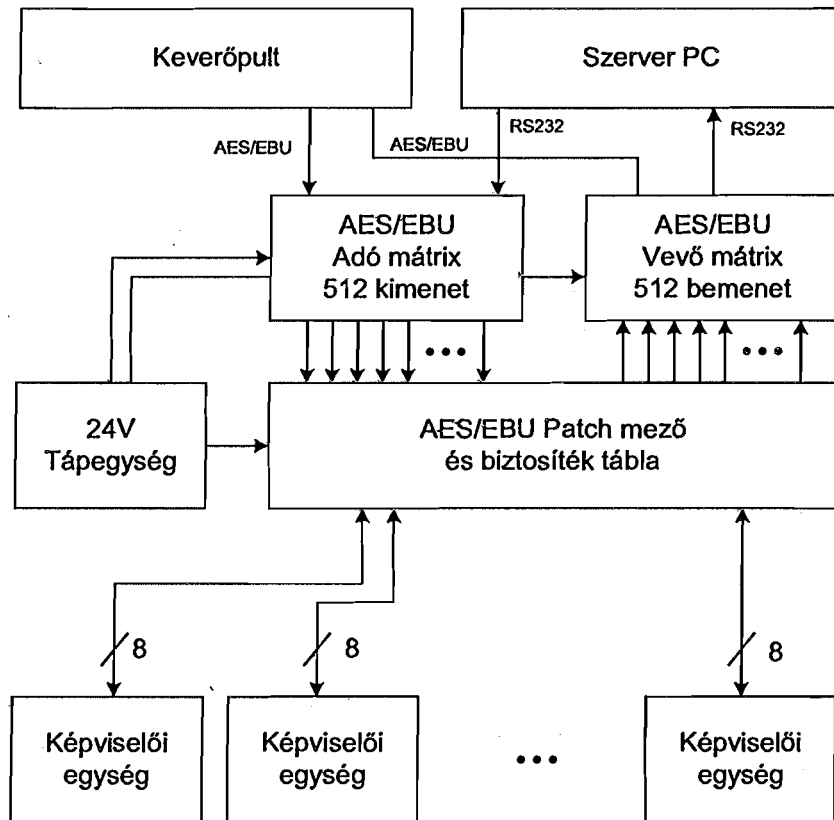 Keverőpult
Szerver PC
AES/EBU
AES/EBU
RS232
RS232
AES/EBU
Adó mátrix
512 kimenet
AES/EBU
Vevő mátrix
512 bemenet
24V
Tápegység
AES/EBU Patch mező
és biztosíték tábla
8
8
8
Képviselői
egység
Képviselői
egység
Képviselői
egység